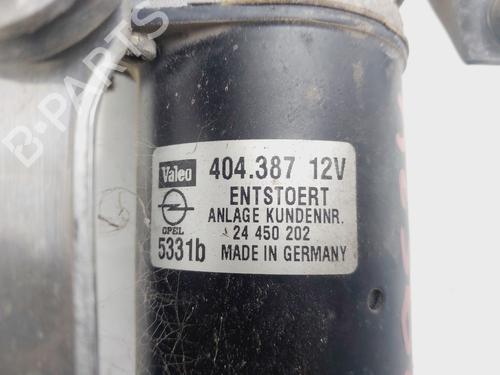 B-PARTS
Valeo 404.387 12V
ENTSTOERT
ANLAGE KUNDENNR.
OPEL 24 450 202
5331b MADE IN GERMANY